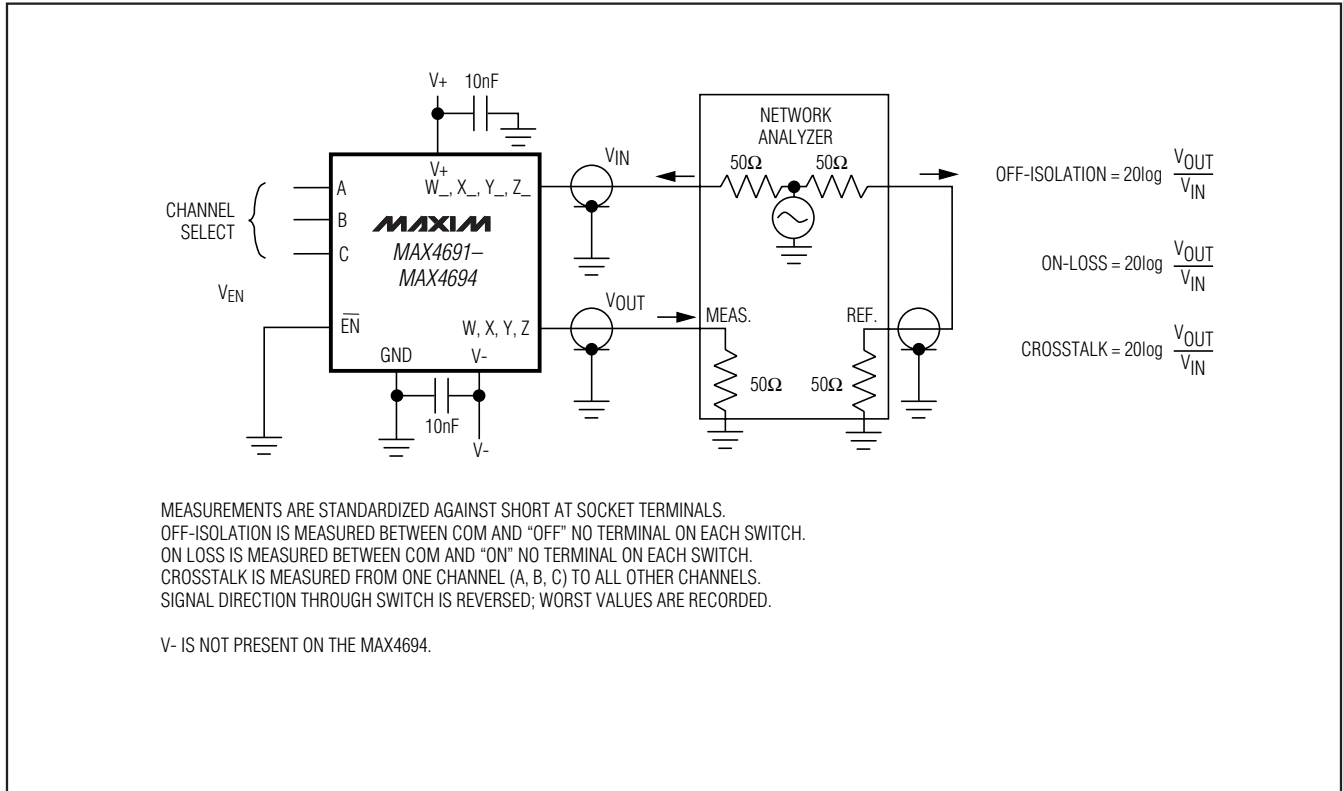 V+ 10nF
V+
W_, X_, Y_, Z_
CHANNEL
SELECT
A
B
C
MAXIM
MAX4691–
MAX4694
VEN
EN
W, X, Y, Z
GND
V-
10nF
V-
VIN
VOUT
NETWORK
ANALYZER
50Ω 50Ω
MEAS. REF.
50Ω 50Ω
OFF-ISOLATION = 20log VOUT
VIN
ON-LOSS = 20log VOUT
VIN
CROSSTALK = 20log VOUT
VIN
MEASUREMENTS ARE STANDARDIZED AGAINST SHORT AT SOCKET TERMINALS.
OFF-ISOLATION IS MEASURED BETWEEN COM AND “OFF” NO TERMINAL ON EACH SWITCH.
ON LOSS IS MEASURED BETWEEN COM AND “ON” NO TERMINAL ON EACH SWITCH.
CROSSTALK IS MEASURED FROM ONE CHANNEL (A, B, C) TO ALL OTHER CHANNELS.
SIGNAL DIRECTION THROUGH SWITCH IS REVERSED; WORST VALUES ARE RECORDED.
V- IS NOT PRESENT ON THE MAX4694.